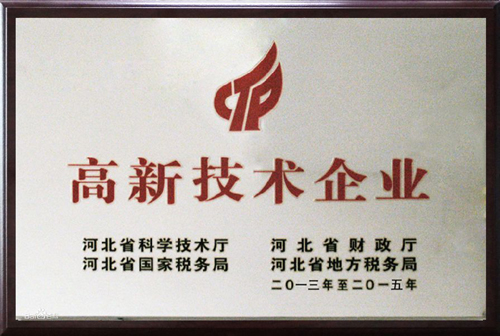 CTP
高新技术企业
河北省科学技术厅 河北省财政厅
河北省国家税务局 河北省地方税务局
二〇一三年至二〇一五年